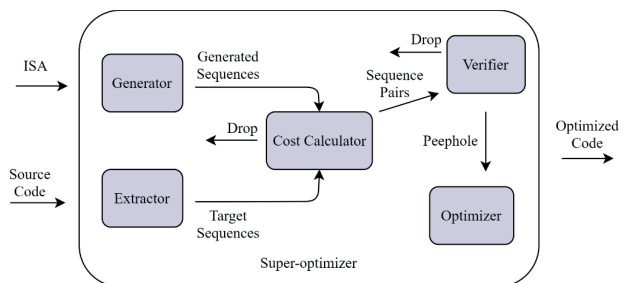 ISA
Generator
Generated
Sequences
Drop
Verifier
Sequence
Pairs
Drop
Cost Calculator
Peephole
Optimized
Code
Source
Code
Extractor
Target
Sequences
Optimizer
Super-optimizer